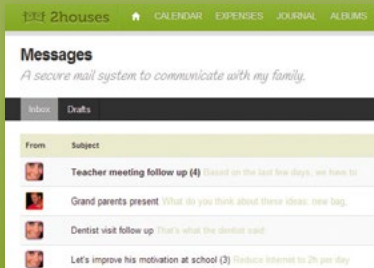 2houses CALENDAR EXPENSES JOURNAL ALBUMS
Messages
A secure mail system to communicate with my family.
Inbox Drafts
From Subject
Teacher meeting follow up (4) Based on the last few days, we have to
Grand parents present What do you think about these ideas: new bag,
Dentist visit follow up That's what the dentist said:
Let's improve his motivation at school (3) Reduce Internet to 2h per day